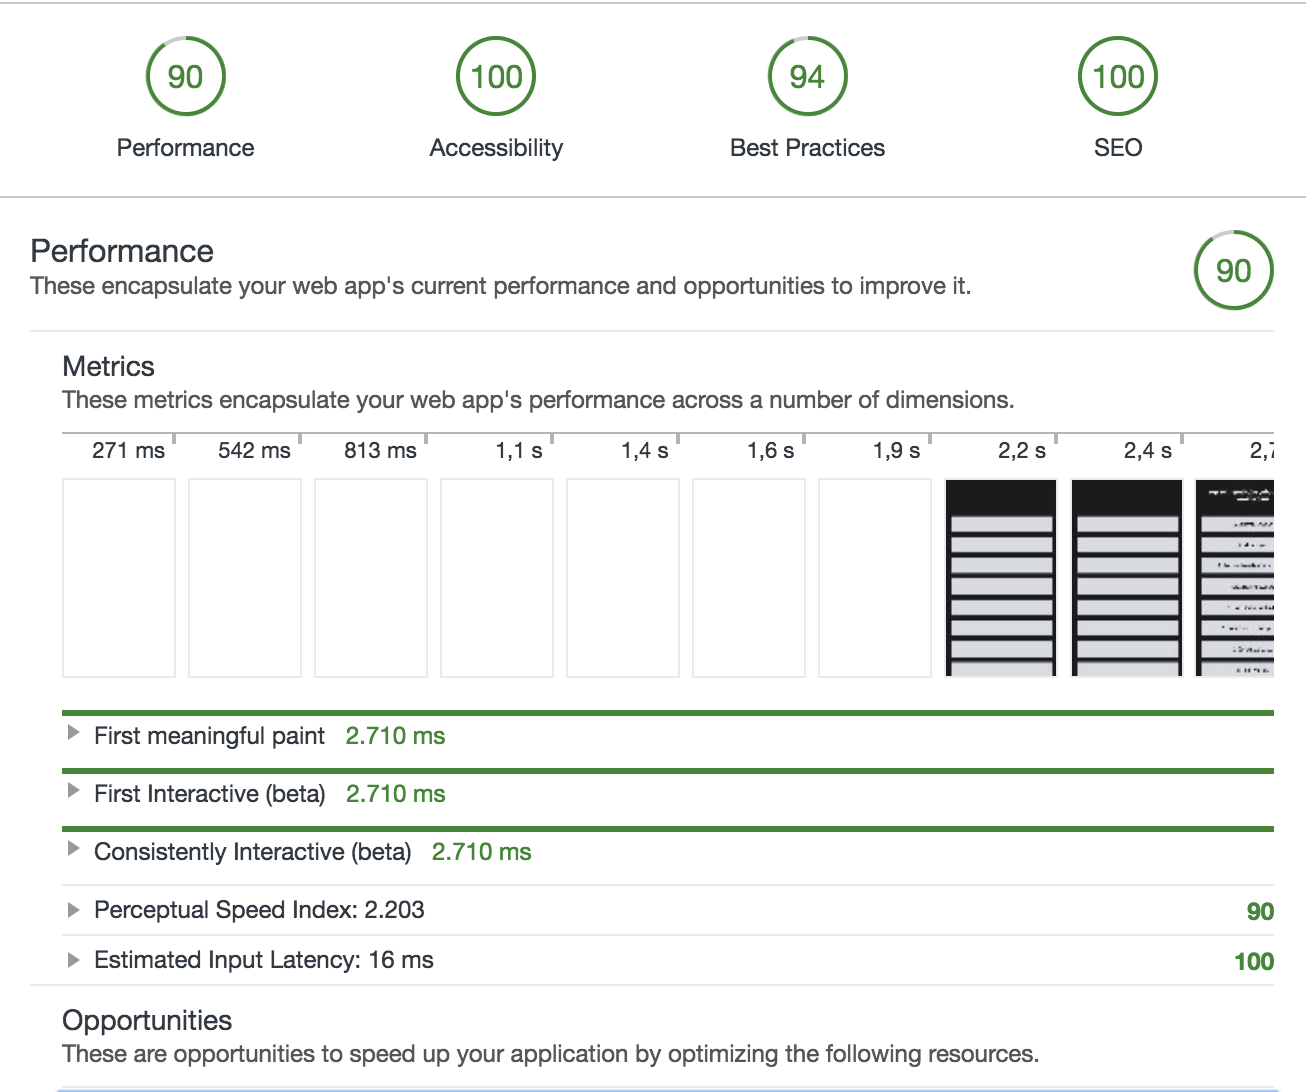 90 100 94 100
Performance Accessibility Best Practices SEO
Performance
These encapsulate your web app's current performance and opportunities to improve it.
90
Metrics
These metrics encapsulate your web app's performance across a number of dimensions.
271 ms 542 ms 813 ms 1,1 s 1,4 s 1,6 s 1,9 s 2,2 s 2,4 s 2,7
First meaningful paint 2.710 ms
First Interactive (beta) 2.710 ms
Consistently Interactive (beta) 2.710 ms
Perceptual Speed Index: 2.203 90
Estimated Input Latency: 16 ms 100
Opportunities
These are opportunities to speed up your application by optimizing the following resources.